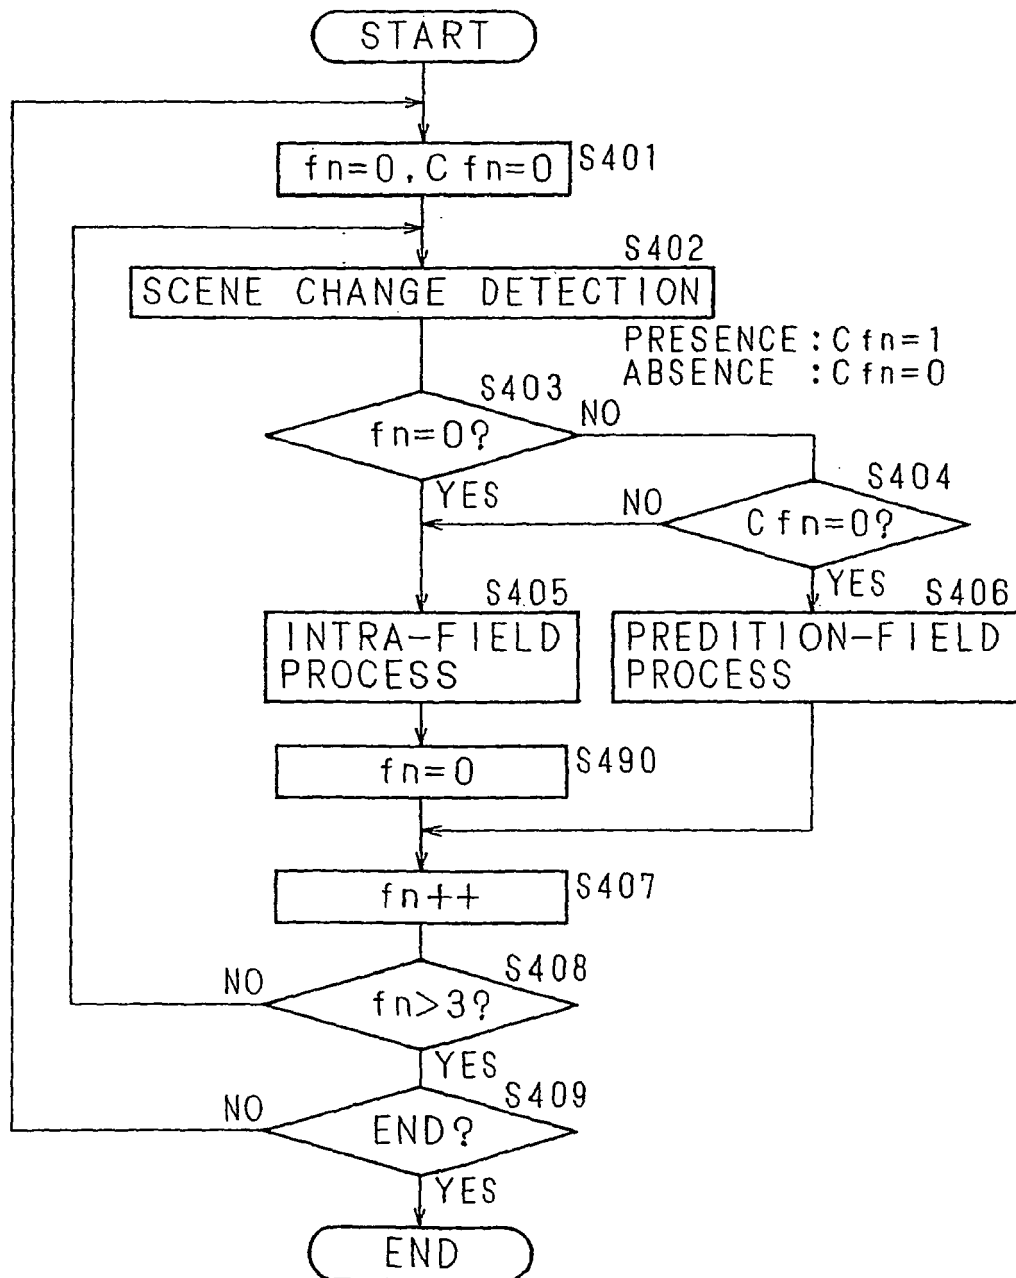 START
fn=0, Cfn=0
S401
S402
SCENE CHANGE DETECTION
PRESENCE :Cfn=1
ABSENCE :Cfn=0
S403
fn=0?
NO
YES
S404
NO
Cfn=0?
YES
S405
INTRA-FIELD
PROCESS
S406
PREDITION-FIELD
PROCESS
fn=0
S490
fn++
S407
S408
NO
fn>3?
YES
S409
NO
END?
YES
END